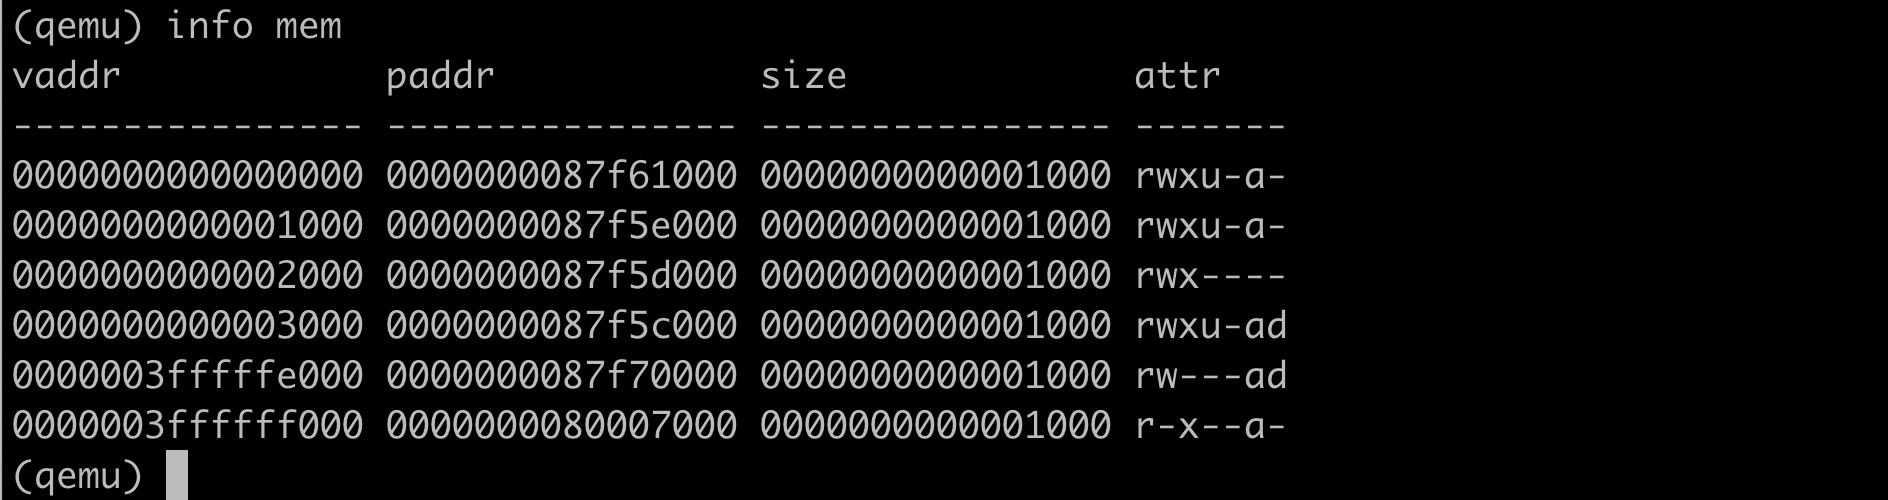 (qemu) info mem
vaddr            paddr            size             attr
---------------- ---------------- ---------------- -------
0000000000000000 0000000087f61000 0000000000001000 rwxu-a-
0000000000001000 0000000087f5e000 0000000000001000 rwxu-a-
0000000000002000 0000000087f5d000 0000000000001000 rwx----
0000000000003000 0000000087f5c000 0000000000001000 rwxu-ad
0000003fffffe000 0000000087f70000 0000000000001000 rw---ad
0000003ffffff000 0000000080007000 0000000000001000 r-x--a-
(qemu)